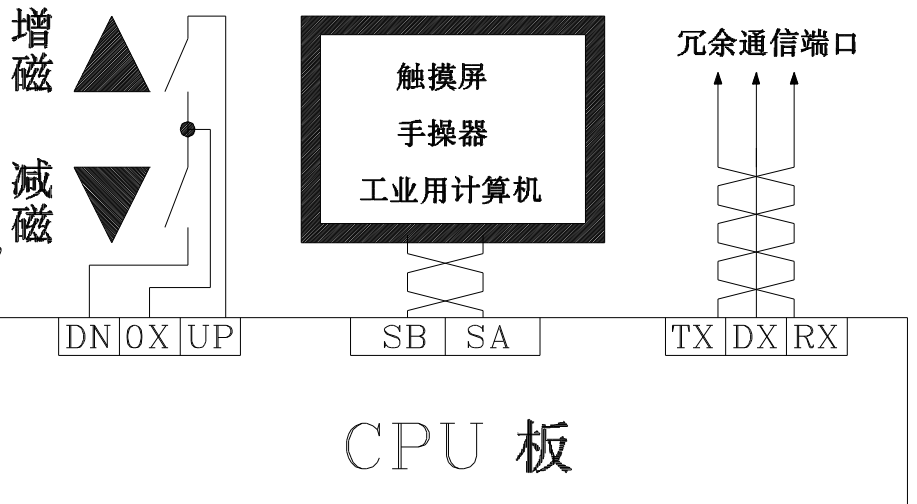 增磁
减磁
触摸屏
手操器
工业用计算机
冗余通信端口
DN OX UP
SB SA
TX DX RX
CPU 板